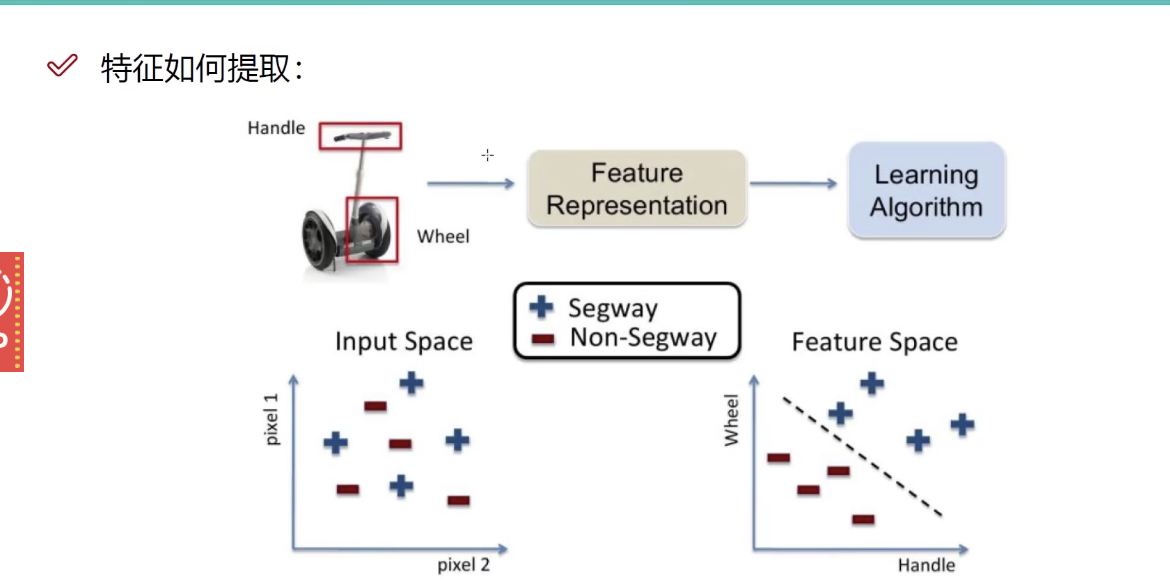 特征如何提取：
Handle
Wheel
Feature
Representation
Learning
Algorithm
Segway
Non-Segway
Input Space
pixel 1
pixel 2
Feature Space
Wheel
Handle